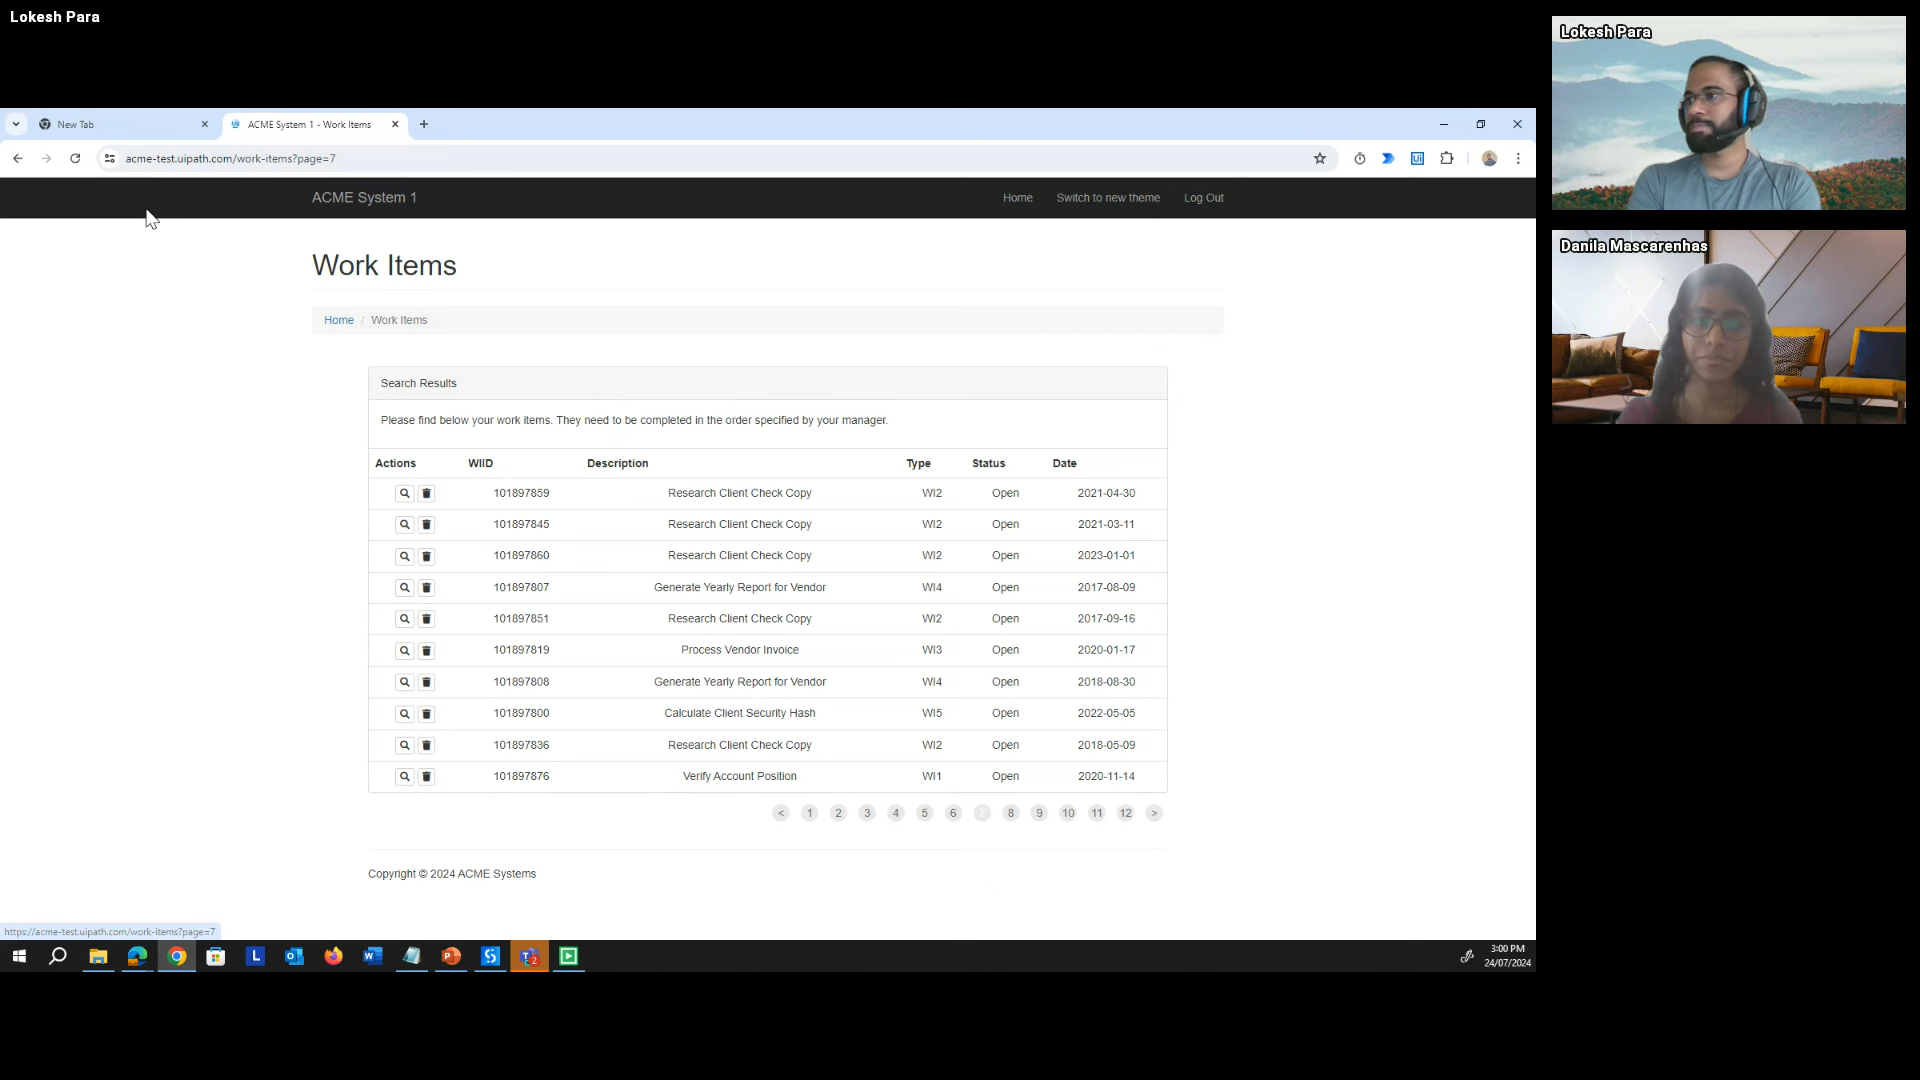 Lokesh Para
Lokesh Para
Danila Mascarenhas
New Tab
ACME System 1 - Work Items
acme-test.uipath.com/work-items?page=7
ACME System 1
Home Switch to new theme Log Out
Work Items
Home / Work Items
Search Results
Please find below your work items. They need to be completed in the order specified by your manager.
Actions WIID Description Type Status Date
101897859 Research Client Check Copy WI2 Open 2021-04-30
101897845 Research Client Check Copy WI2 Open 2021-03-11
101897860 Research Client Check Copy WI2 Open 2023-01-01
101897807 Generate Yearly Report for Vendor WI4 Open 2017-08-09
101897851 Research Client Check Copy WI2 Open 2017-09-16
101897819 Process Vendor Invoice WI3 Open 2020-01-17
101897808 Generate Yearly Report for Vendor WI4 Open 2018-08-30
101897800 Calculate Client Security Hash WI5 Open 2022-05-05
101897836 Research Client Check Copy WI2 Open 2018-05-09
101897876 Verify Account Position WI1 Open 2020-11-14
< 1 2 3 4 5 6 7 8 9 10 11 12 >
Copyright © 2024 ACME Systems
https://acme-test.uipath.com/work-items?page=7
3:00 PM
24/07/2024